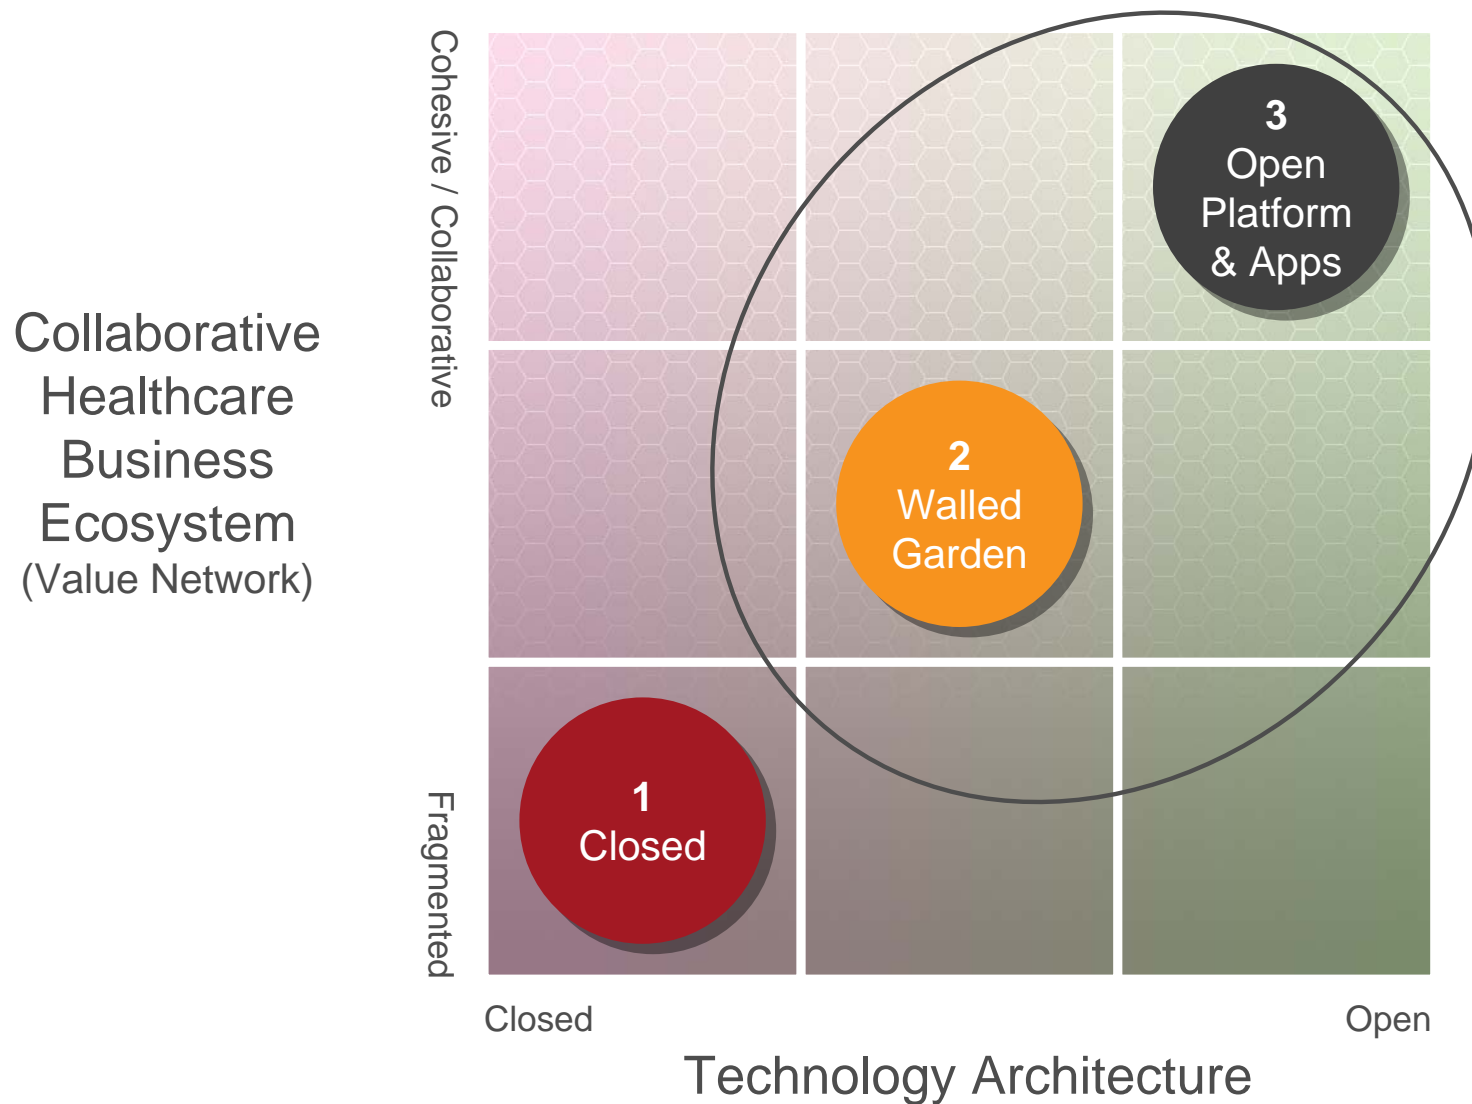 Collaborative
Healthcare
Business
Ecosystem
(Value Network)
Cohesive / Collaborative
Fragmented
3
Open
Platform
& Apps
2
Walled
Garden
1
Closed
Closed
Open
Technology Architecture